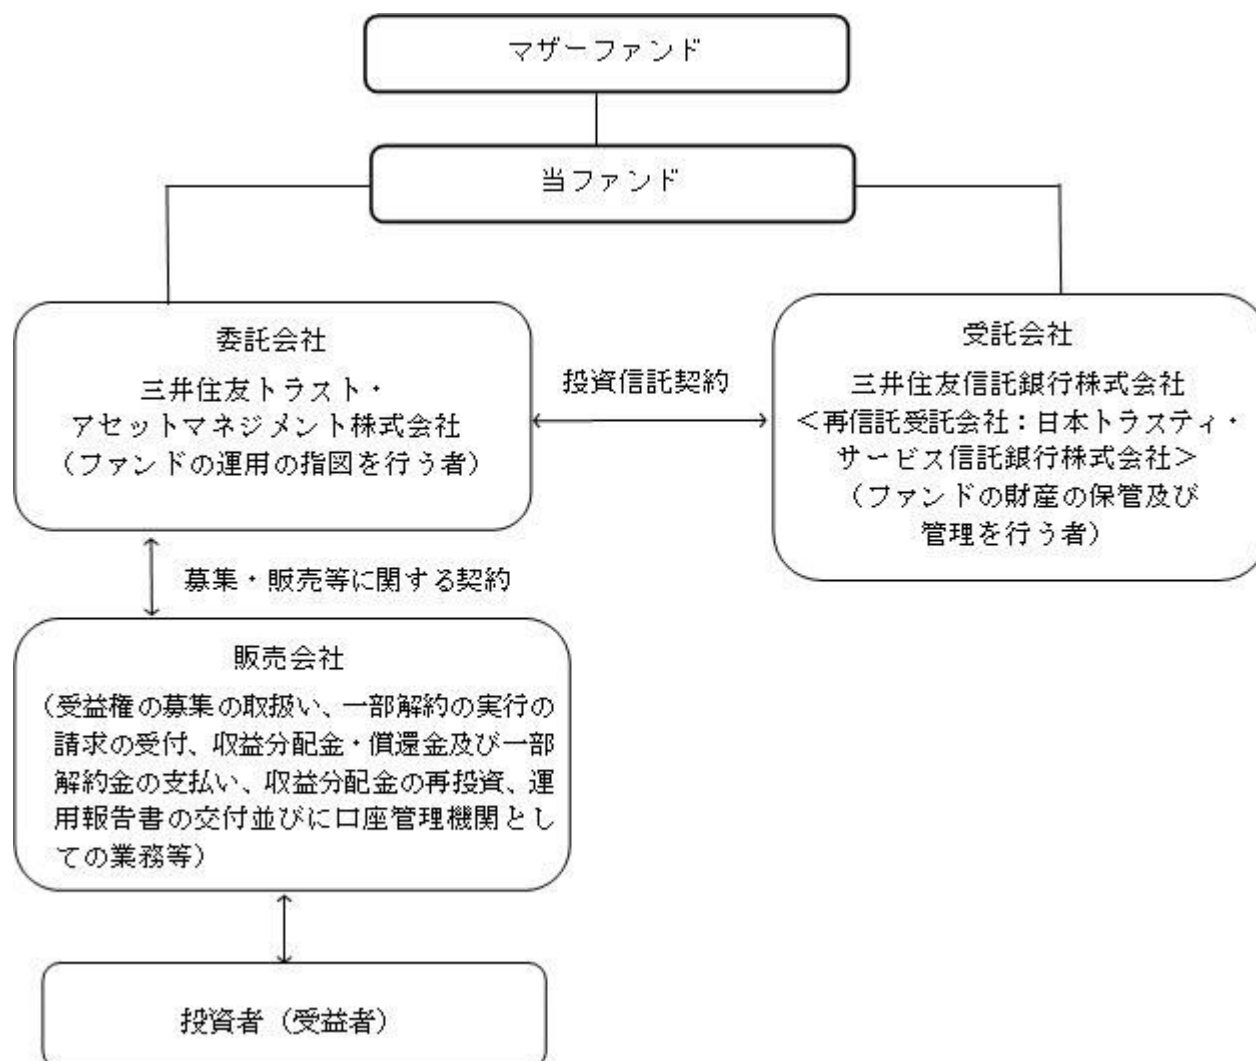 マザーファンド
当ファンド
委託会社
三井住友トラスト・
アセットマネジメント株式会社
（ファンドの運用の指図を行う者）
投資信託契約
受託会社
三井住友信託銀行株式会社
＜再信託受託会社：日本トラスティ・
サービス信託銀行株式会社＞
（ファンドの財産の保管及び
管理を行う者）
募集・販売等に関する契約
販売会社
（受益権の募集の取扱い、一部解約の実行の
請求の受付、収益分配金・償還金及び一部
解約金の支払い、収益分配金の再投資、運
用報告書の交付並びに口座管理機関とし
ての業務等）
投資者（受益者）